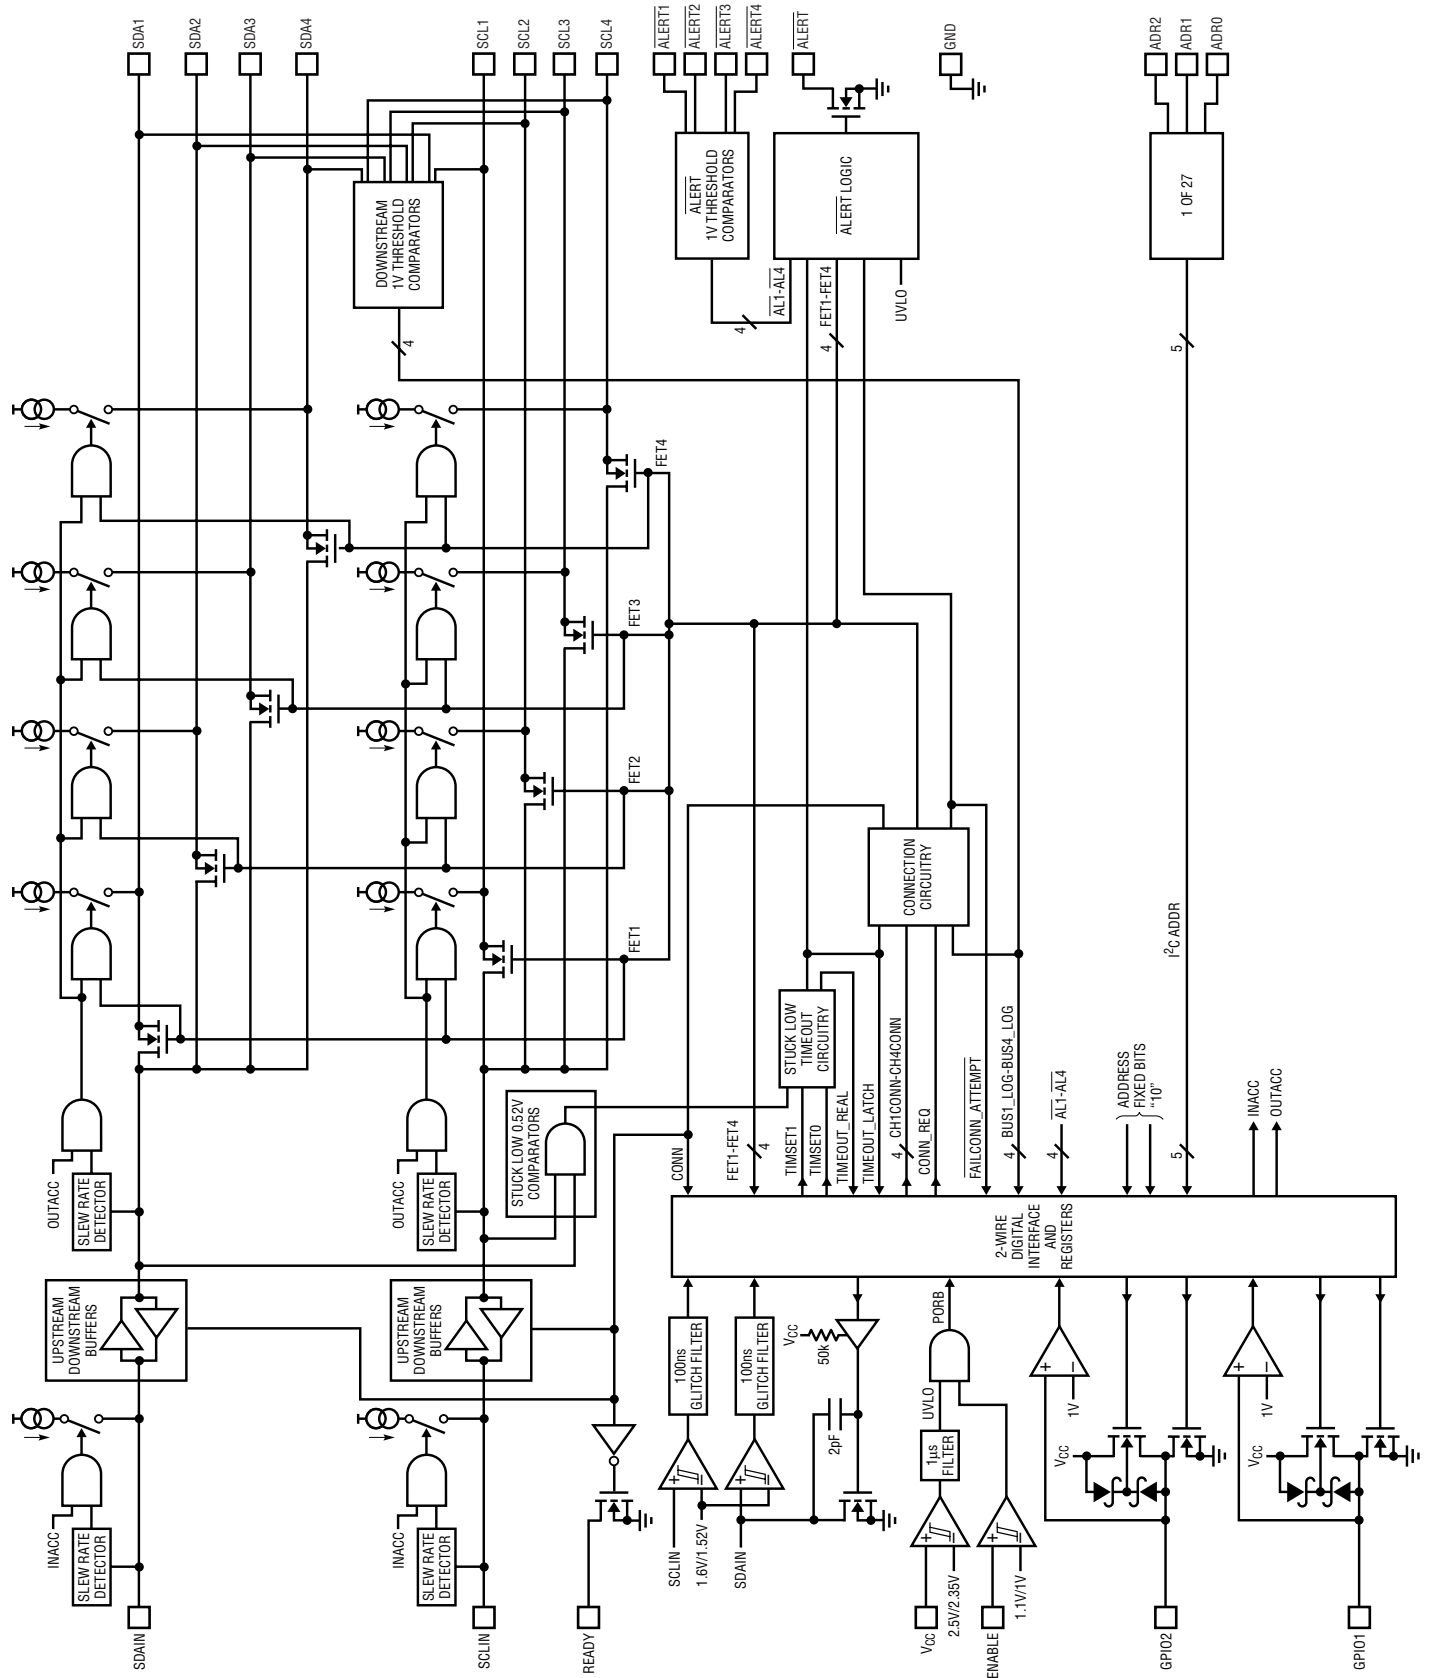 SDA1
SDA2
SDA3
SDA4
SCL1
SCL2
SCL3
SCL4
ALERT1
ALERT2
ALERT3
ALERT4
ALERT
GND
ADR2
ADR1
ADR0
DOWNSTREAM
1V THRESHOLD
COMPARATORS
4
ALERT
1V THRESHOLD
COMPARATORS
4
AL1-AL4
ALERT LOGIC
FET1-FET4
4
UVLO
1 OF 27
5
FET4
FET3
FET2
FET1
CONNECTION
CIRCUITRY
I2C ADDR
STUCK LOW
TIMEOUT
CIRCUITRY
OUTACC
SLEW RATE
DETECTOR
OUTACC
SLEW RATE
DETECTOR
STUCK LOW 0.52V
COMPARATORS
CONN
FET1-FET4
4
TIMSET1
TIMSET0
TIMEOUT_REAL
TIMEOUT_LATCH
CH1CONN-CH4CONN
4
CONN_REQ
FAILCONN_ATTEMPT
BUS1_LOG-BUS4_LOG
4
AL1-AL4
4
ADDRESS
FIXED BITS
“10”
5
INACC
OUTACC
2-WIRE
DIGITAL
INTERFACE
AND
REGISTERS
UPSTREAM
DOWNSTREAM
BUFFERS
UPSTREAM
DOWNSTREAM
BUFFERS
100ns
GLITCH FILTER
100ns
GLITCH FILTER
VCC
50k
2pF
PORB
UVLO
1µs
FILTER
+
–
1V
VCC
+
–
1V
VCC
INACC
SLEW RATE
DETECTOR
INACC
SLEW RATE
DETECTOR
+
–
SCLIN
1.6V/1.52V
+
–
SDAIN
+
–
2.5V/2.35V
+
–
1.1V/1V
SDAIN
SCLIN
READY
VCC
ENABLE
GPIO2
GPIO1